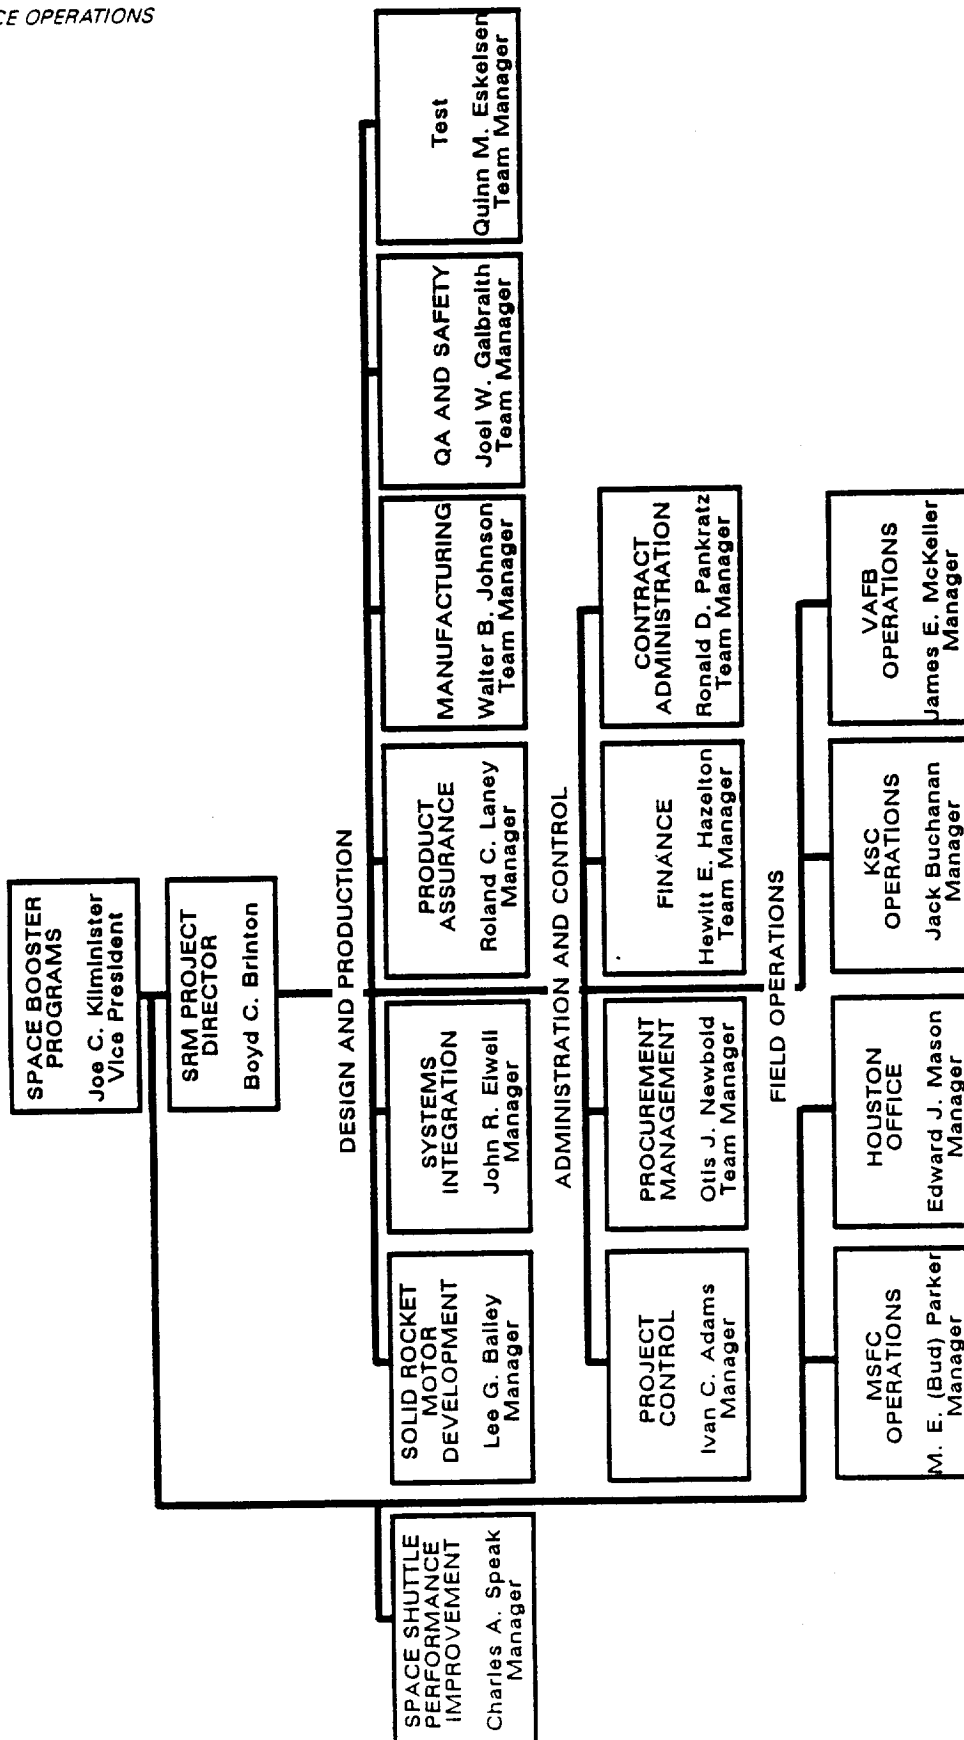 CE OPERATIONS
SPACE BOOSTER
PROGRAMS
Joe C. Kilminister
Vice President
SRM PROJECT
DIRECTOR
Boyd C. Brinton
DESIGN AND PRODUCTION
SPACE SHUTTLE
PERFORMANCE
IMPROVEMENT
Charles A. Speak
Manager
SOLID ROCKET
MOTOR
DEVELOPMENT
Lee G. Bailey
Manager
SYSTEMS
INTEGRATION
John R. Elwell
Manager
PRODUCT
ASSURANCE
Roland C. Laney
Manager
MANUFACTURING
Walter B. Johnson
Team Manager
QA AND SAFETY
Joel W. Galbraith
Team Manager
Test
Quinn M. Eskelsen
Team Manager
ADMINISTRATION AND CONTROL
PROJECT
CONTROL
Ivan C. Adams
Manager
PROCUREMENT
MANAGEMENT
Otis J. Newbold
Team Manager
FINANCE
Hewitt E. Hazelton
Team Manager
CONTRACT
ADMINISTRATION
Ronald D. Pankratz
Team Manager
FIELD OPERATIONS
MSFC
OPERATIONS
M. E. (Bud) Parker
Manager
HOUSTON
OFFICE
Edward J. Mason
Manager
KSC
OPERATIONS
Jack Buchanan
Manager
VAFB
OPERATIONS
James E. McKeller
Manager